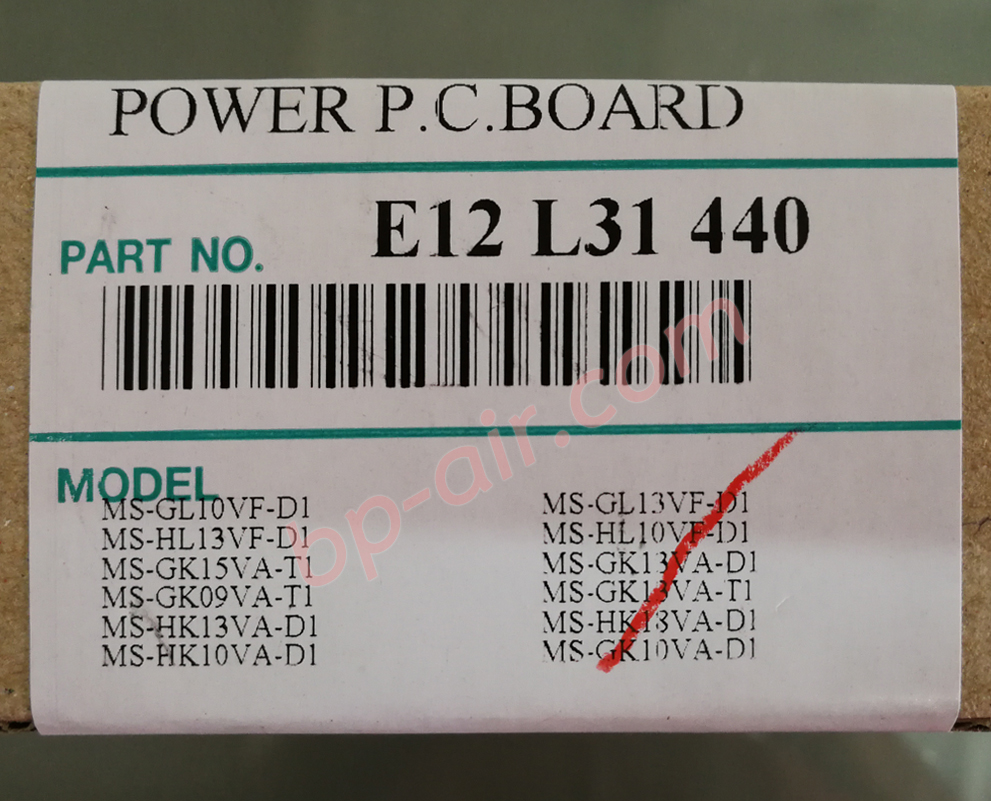 POWER P.C.BOARD
PART NO. E12 L31 440
MODEL
MS-GL10VF-D1 MS-GL13VF-D1
MS-HL13VF-D1 MS-HL10VF-D1
MS-GK15VA-T1 MS-GK13VA-D1
MS-GK09VA-T1 MS-GK18VA-T1
MS-HK13VA-D1 MS-HK18VA-D1
MS-HK10VA-D1 MS-GK10VA-D1
bp-air.com